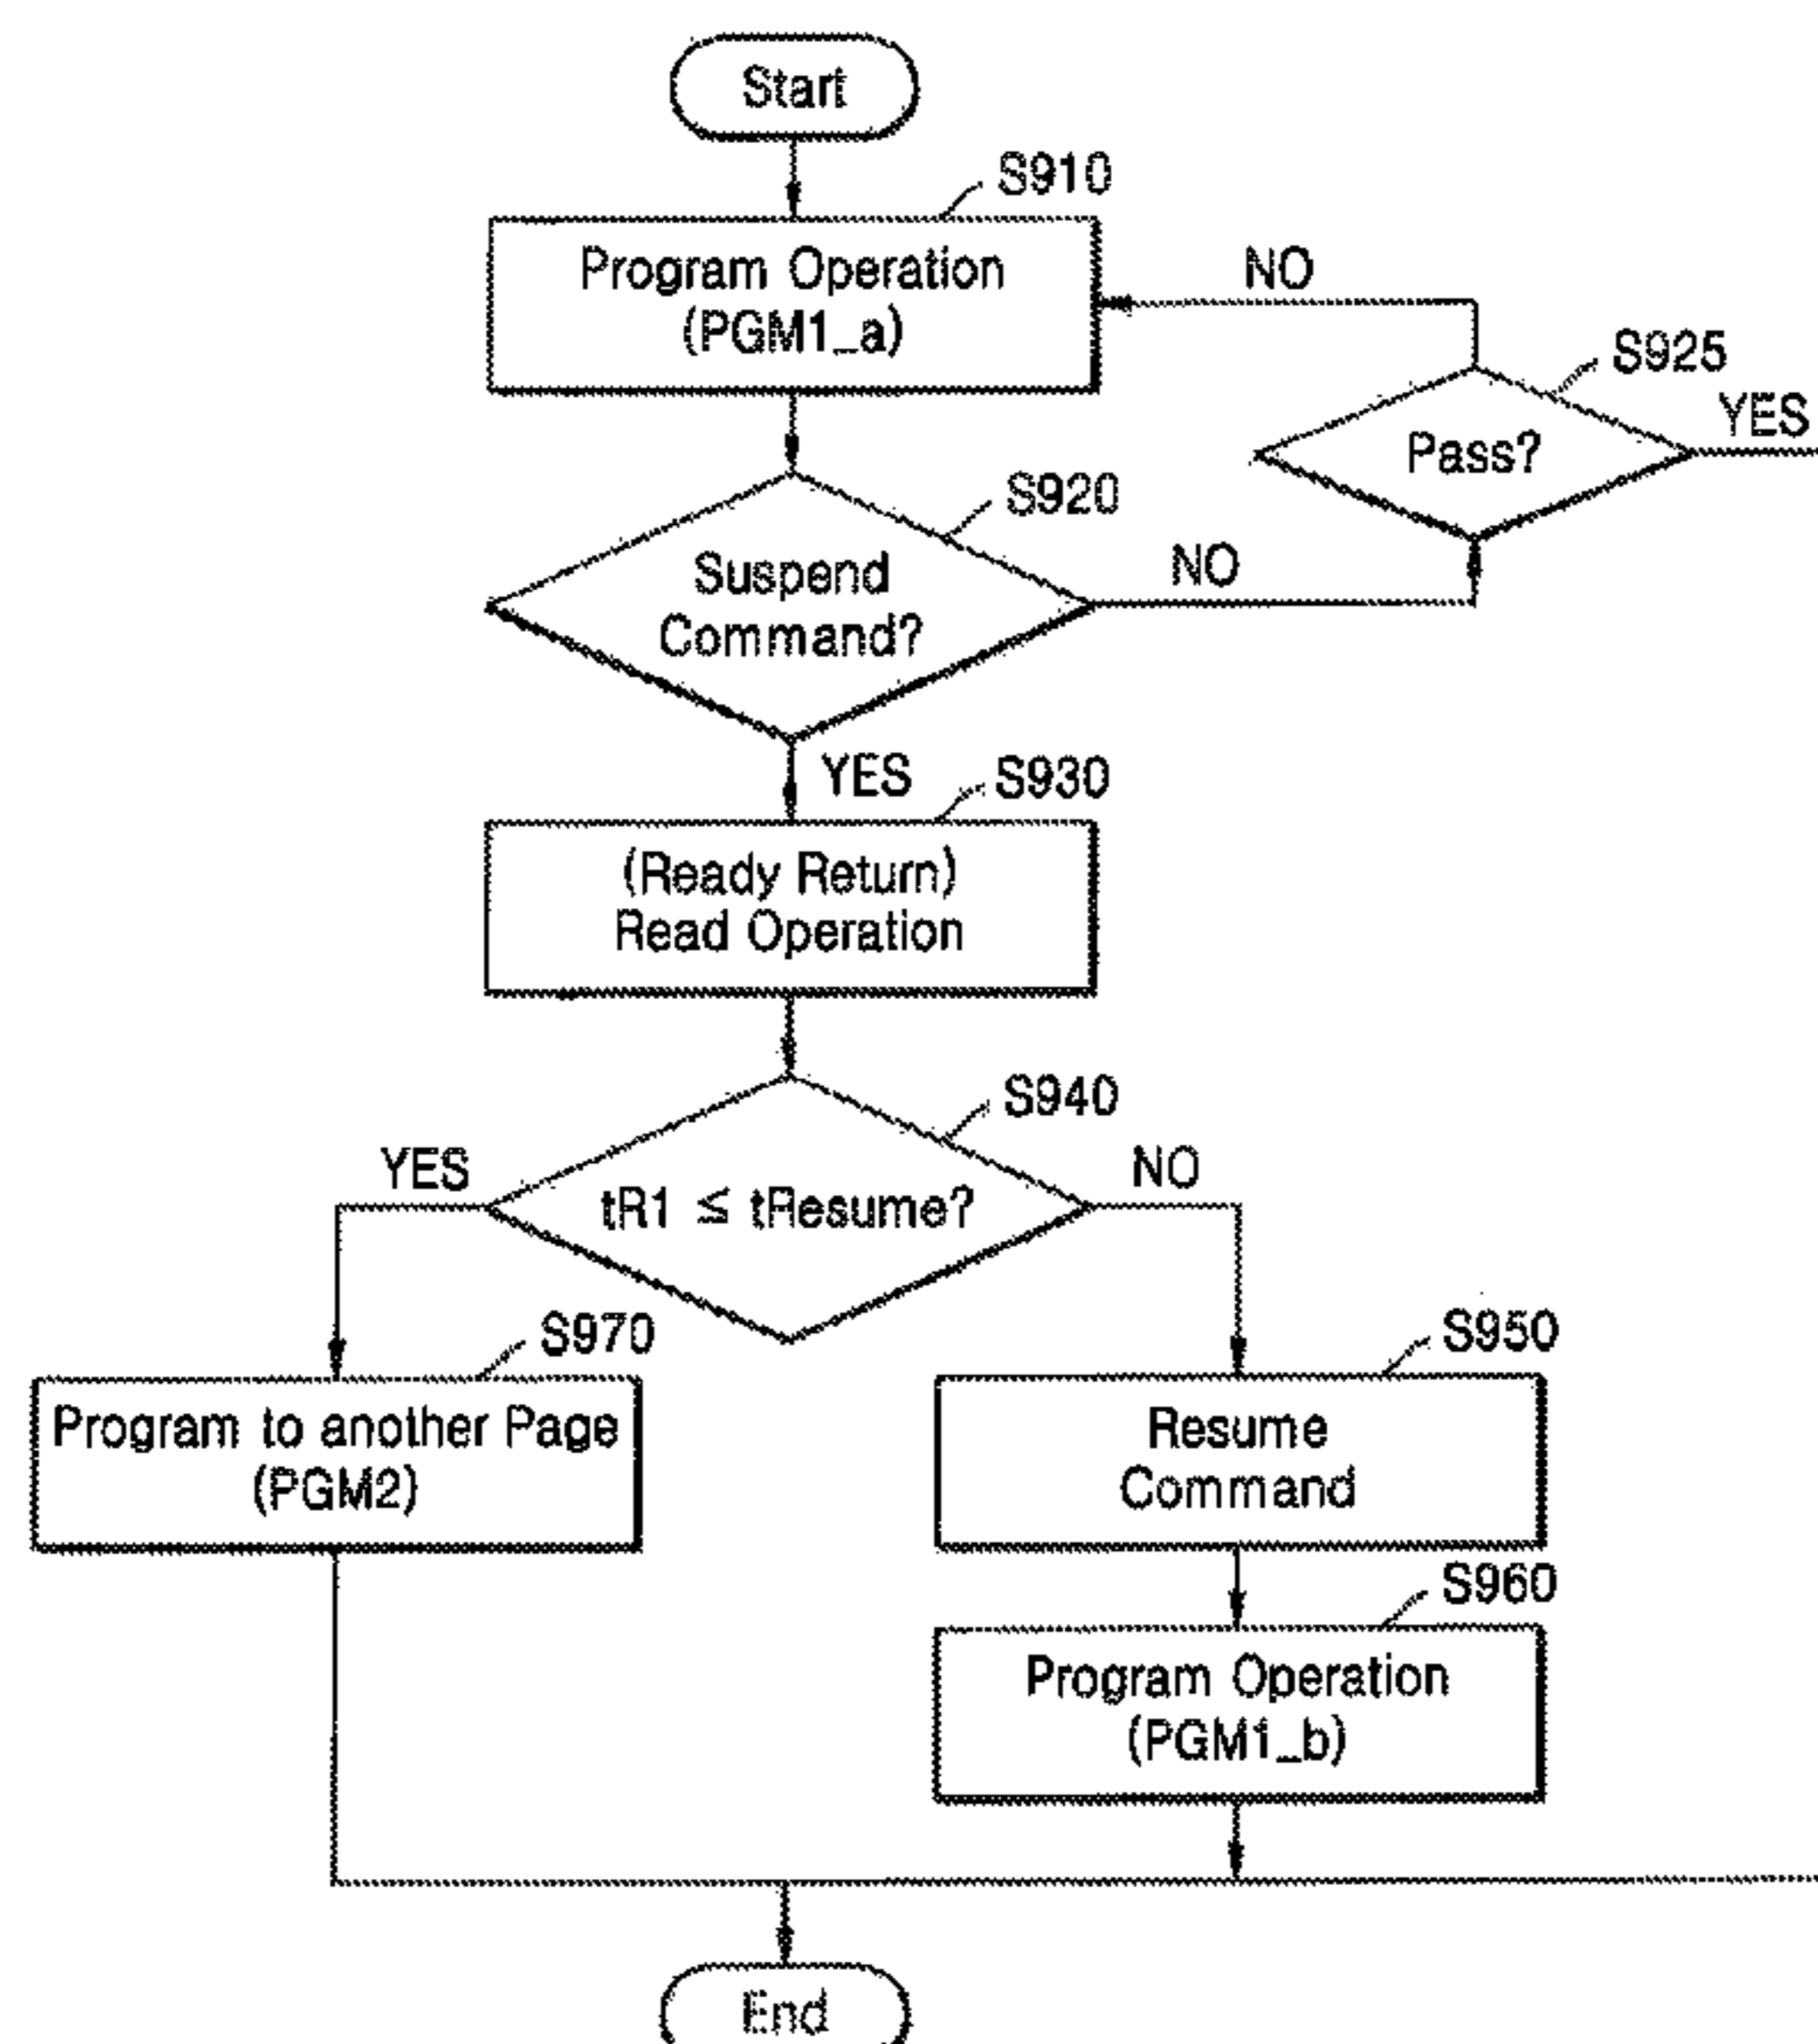 Start
S910
Program Operation
(PGM1_a)
NO
S925
Pass?
YES
S920
Suspend
Command?
NO
YES
S930
(Ready Return)
Read Operation
S940
YES
tR1 ≤ tResume?
NO
S970
Program to another Page
(PGM2)
S950
Resume
Command
S960
Program Operation
(PGM1_b)
End